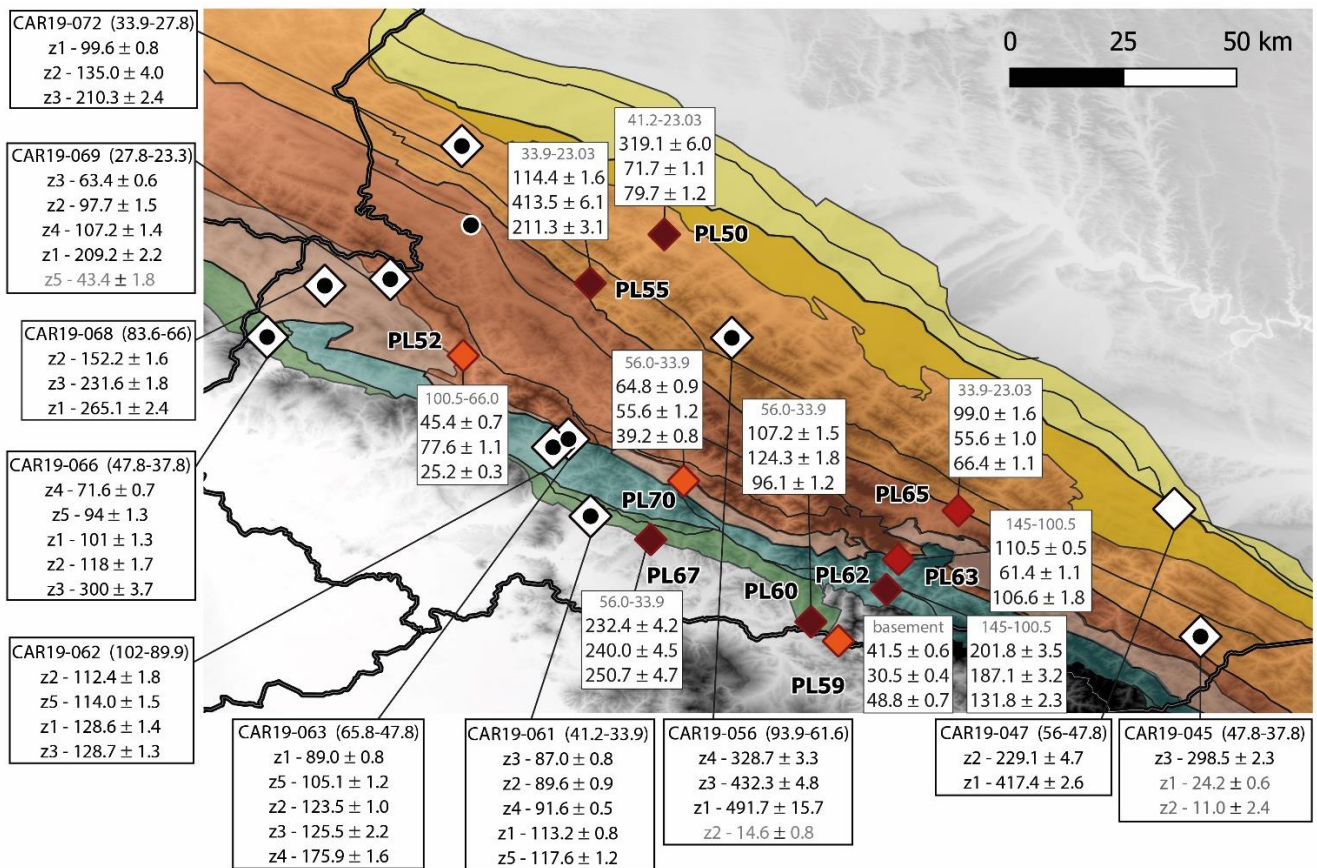 CAR19-072 (33.9-27.8)
z1 - 99.6 ± 0.8
z2 - 135.0 ± 4.0
z3 - 210.3 ± 2.4
0 25 50 km
41.2-23.03
319.1 ± 6.0
71.7 ± 1.1
79.7 ± 1.2
33.9-23.03
114.4 ± 1.6
413.5 ± 6.1
211.3 ± 3.1
CAR19-069 (27.8-23.3)
z3 - 63.4 ± 0.6
z2 - 97.7 ± 1.5
z4 - 107.2 ± 1.4
z1 - 209.2 ± 2.2
z5 - 43.4 ± 1.8
PL50
PL55
CAR19-068 (83.6-66)
z2 - 152.2 ± 1.6
z3 - 231.6 ± 1.8
z1 - 265.1 ± 2.4
PL52
100.5-66.0
45.4 ± 0.7
77.6 ± 1.1
25.2 ± 0.3
56.0-33.9
64.8 ± 0.9
55.6 ± 1.2
39.2 ± 0.8
56.0-33.9
107.2 ± 1.5
124.3 ± 1.8
96.1 ± 1.2
33.9-23.03
99.0 ± 1.6
55.6 ± 1.0
66.4 ± 1.1
CAR19-066 (47.8-37.8)
z4 - 71.6 ± 0.7
z5 - 94 ± 1.3
z1 - 101 ± 1.3
z2 - 118 ± 1.7
z3 - 300 ± 3.7
PL70
PL65
PL67
PL60
PL62
PL63
145-100.5
110.5 ± 0.5
61.4 ± 1.1
106.6 ± 1.8
56.0-33.9
232.4 ± 4.2
240.0 ± 4.5
250.7 ± 4.7
PL59
basement
41.5 ± 0.6
30.5 ± 0.4
48.8 ± 0.7
145-100.5
201.8 ± 3.5
187.1 ± 3.2
131.8 ± 2.3
CAR19-062 (102-89.9)
z2 - 112.4 ± 1.8
z5 - 114.0 ± 1.5
z1 - 128.6 ± 1.4
z3 - 128.7 ± 1.3
CAR19-063 (65.8-47.8)
z1 - 89.0 ± 0.8
z5 - 105.1 ± 1.2
z2 - 123.5 ± 1.0
z3 - 125.5 ± 2.2
z4 - 175.9 ± 1.6
CAR19-061 (41.2-33.9)
z3 - 87.0 ± 0.8
z2 - 89.6 ± 0.9
z4 - 91.6 ± 0.5
z1 - 113.2 ± 0.8
z5 - 117.6 ± 1.2
CAR19-056 (93.9-61.6)
z4 - 328.7 ± 3.3
z3 - 432.3 ± 4.8
z1 - 491.7 ± 15.7
z2 - 14.6 ± 0.8
CAR19-047 (56-47.8)
z2 - 229.1 ± 4.7
z1 - 417.4 ± 2.6
CAR19-045 (47.8-37.8)
z3 - 298.5 ± 2.3
z1 - 24.2 ± 0.6
z2 - 11.0 ± 2.4